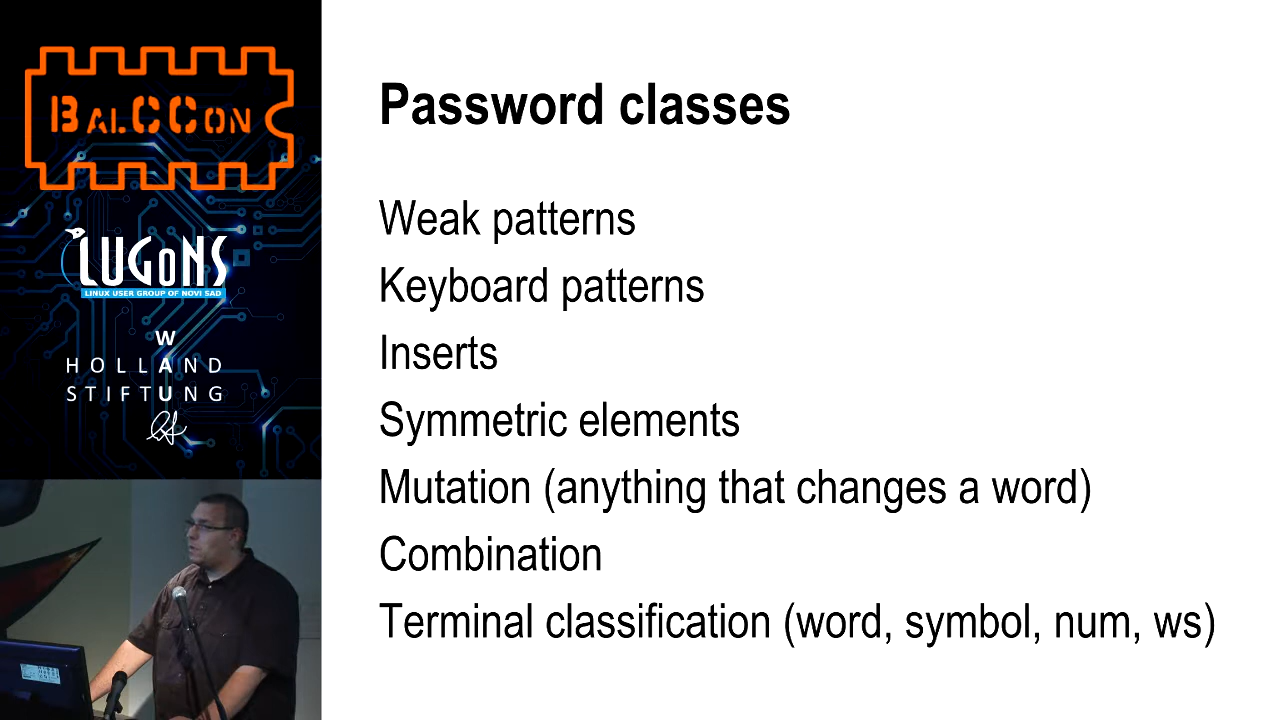 BALCCON
LUGoNS
LINUX USER GROUP OF NOVI SAD
W
HOLLAND
STIFTUNG
Password classes
Weak patterns
Keyboard patterns
Inserts
Symmetric elements
Mutation (anything that changes a word)
Combination
Terminal classification (word, symbol, num, ws)